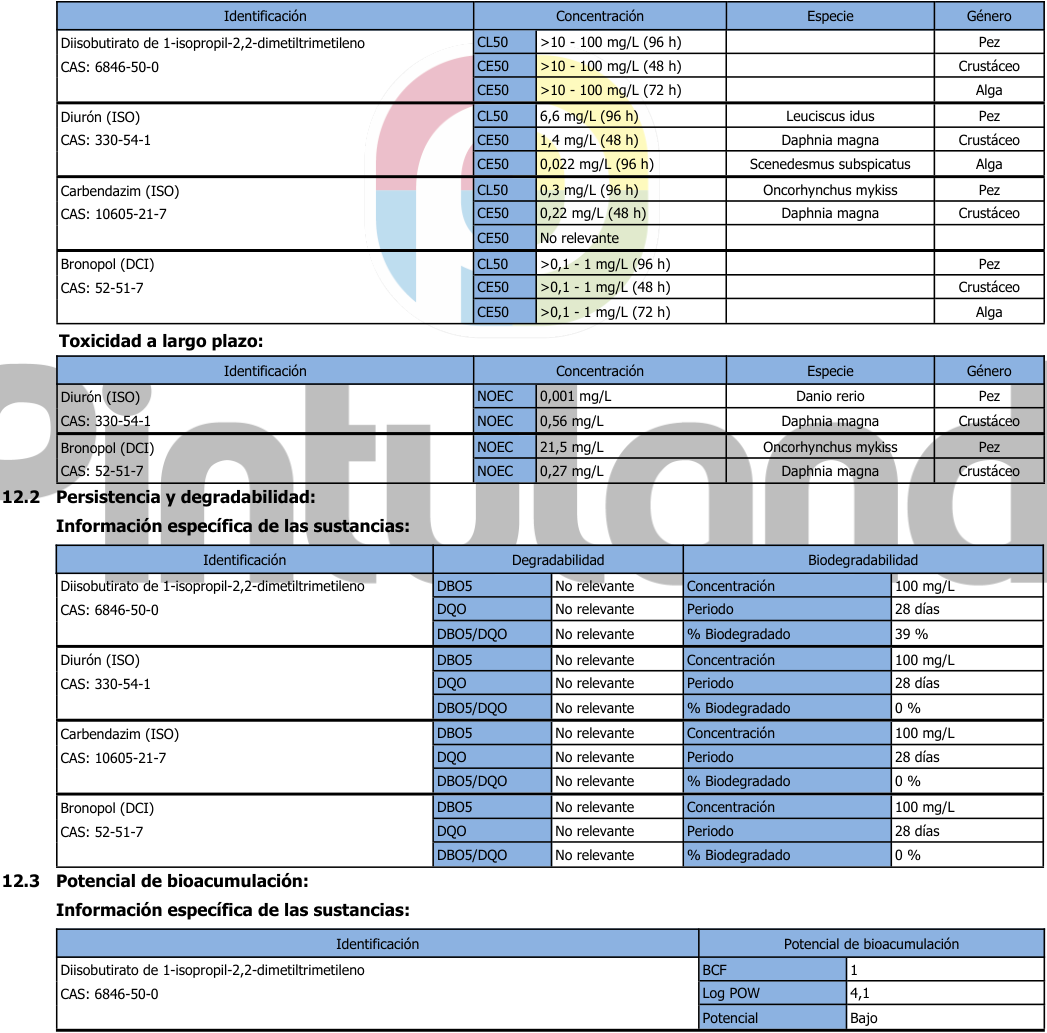 Identificación Concentración Especie Género
Diisobutirato de 1-isopropil-2,2-dimetiltrimetileno CL50 >10 - 100 mg/L (96 h) Pez
CAS: 6846-50-0 CE50 >10 - 100 mg/L (48 h) Crustáceo
CE50 >10 - 100 mg/L (72 h) Alga
Diurón (ISO) CL50 6,6 mg/L (96 h) Leuciscus idus Pez
CAS: 330-54-1 CE50 1,4 mg/L (48 h) Daphnia magna Crustáceo
CE50 0,022 mg/L (96 h) Scenedesmus subspicatus Alga
Carbendazim (ISO) CL50 0,3 mg/L (96 h) Oncorhynchus mykiss Pez
CAS: 10605-21-7 CE50 0,22 mg/L (48 h) Daphnia magna Crustáceo
CE50 No relevante
Bronopol (DCI) CL50 >0,1 - 1 mg/L (96 h) Pez
CAS: 52-51-7 CE50 >0,1 - 1 mg/L (48 h) Crustáceo
CE50 >0,1 - 1 mg/L (72 h) Alga
Toxicidad a largo plazo:
Identificación Concentración Especie Género
Diurón (ISO) NOEC 0,001 mg/L Danio rerio Pez
CAS: 330-54-1 NOEC 0,56 mg/L Daphnia magna Crustáceo
Bronopol (DCI) NOEC 21,5 mg/L Oncorhynchus mykiss Pez
CAS: 52-51-7 NOEC 0,27 mg/L Daphnia magna Crustáceo
Pintuland
12.2 Persistencia y degradabilidad:
Información específica de las sustancias:
Identificación Degradabilidad Biodegradabilidad
Diisobutirato de 1-isopropil-2,2-dimetiltrimetileno DBO5 No relevante Concentración 100 mg/L
CAS: 6846-50-0 DQO No relevante Periodo 28 días
DBO5/DQO No relevante % Biodegradado 39 %
Diurón (ISO) DBO5 No relevante Concentración 100 mg/L
CAS: 330-54-1 DQO No relevante Periodo 28 días
DBO5/DQO No relevante % Biodegradado 0 %
Carbendazim (ISO) DBO5 No relevante Concentración 100 mg/L
CAS: 10605-21-7 DQO No relevante Periodo 28 días
DBO5/DQO No relevante % Biodegradado 0 %
Bronopol (DCI) DBO5 No relevante Concentración 100 mg/L
CAS: 52-51-7 DQO No relevante Periodo 28 días
DBO5/DQO No relevante % Biodegradado 0 %
12.3 Potencial de bioacumulación:
Información específica de las sustancias:
Identificación Potencial de bioacumulación
Diisobutirato de 1-isopropil-2,2-dimetiltrimetileno BCF 1
CAS: 6846-50-0 Log POW 4,1
Potencial Bajo